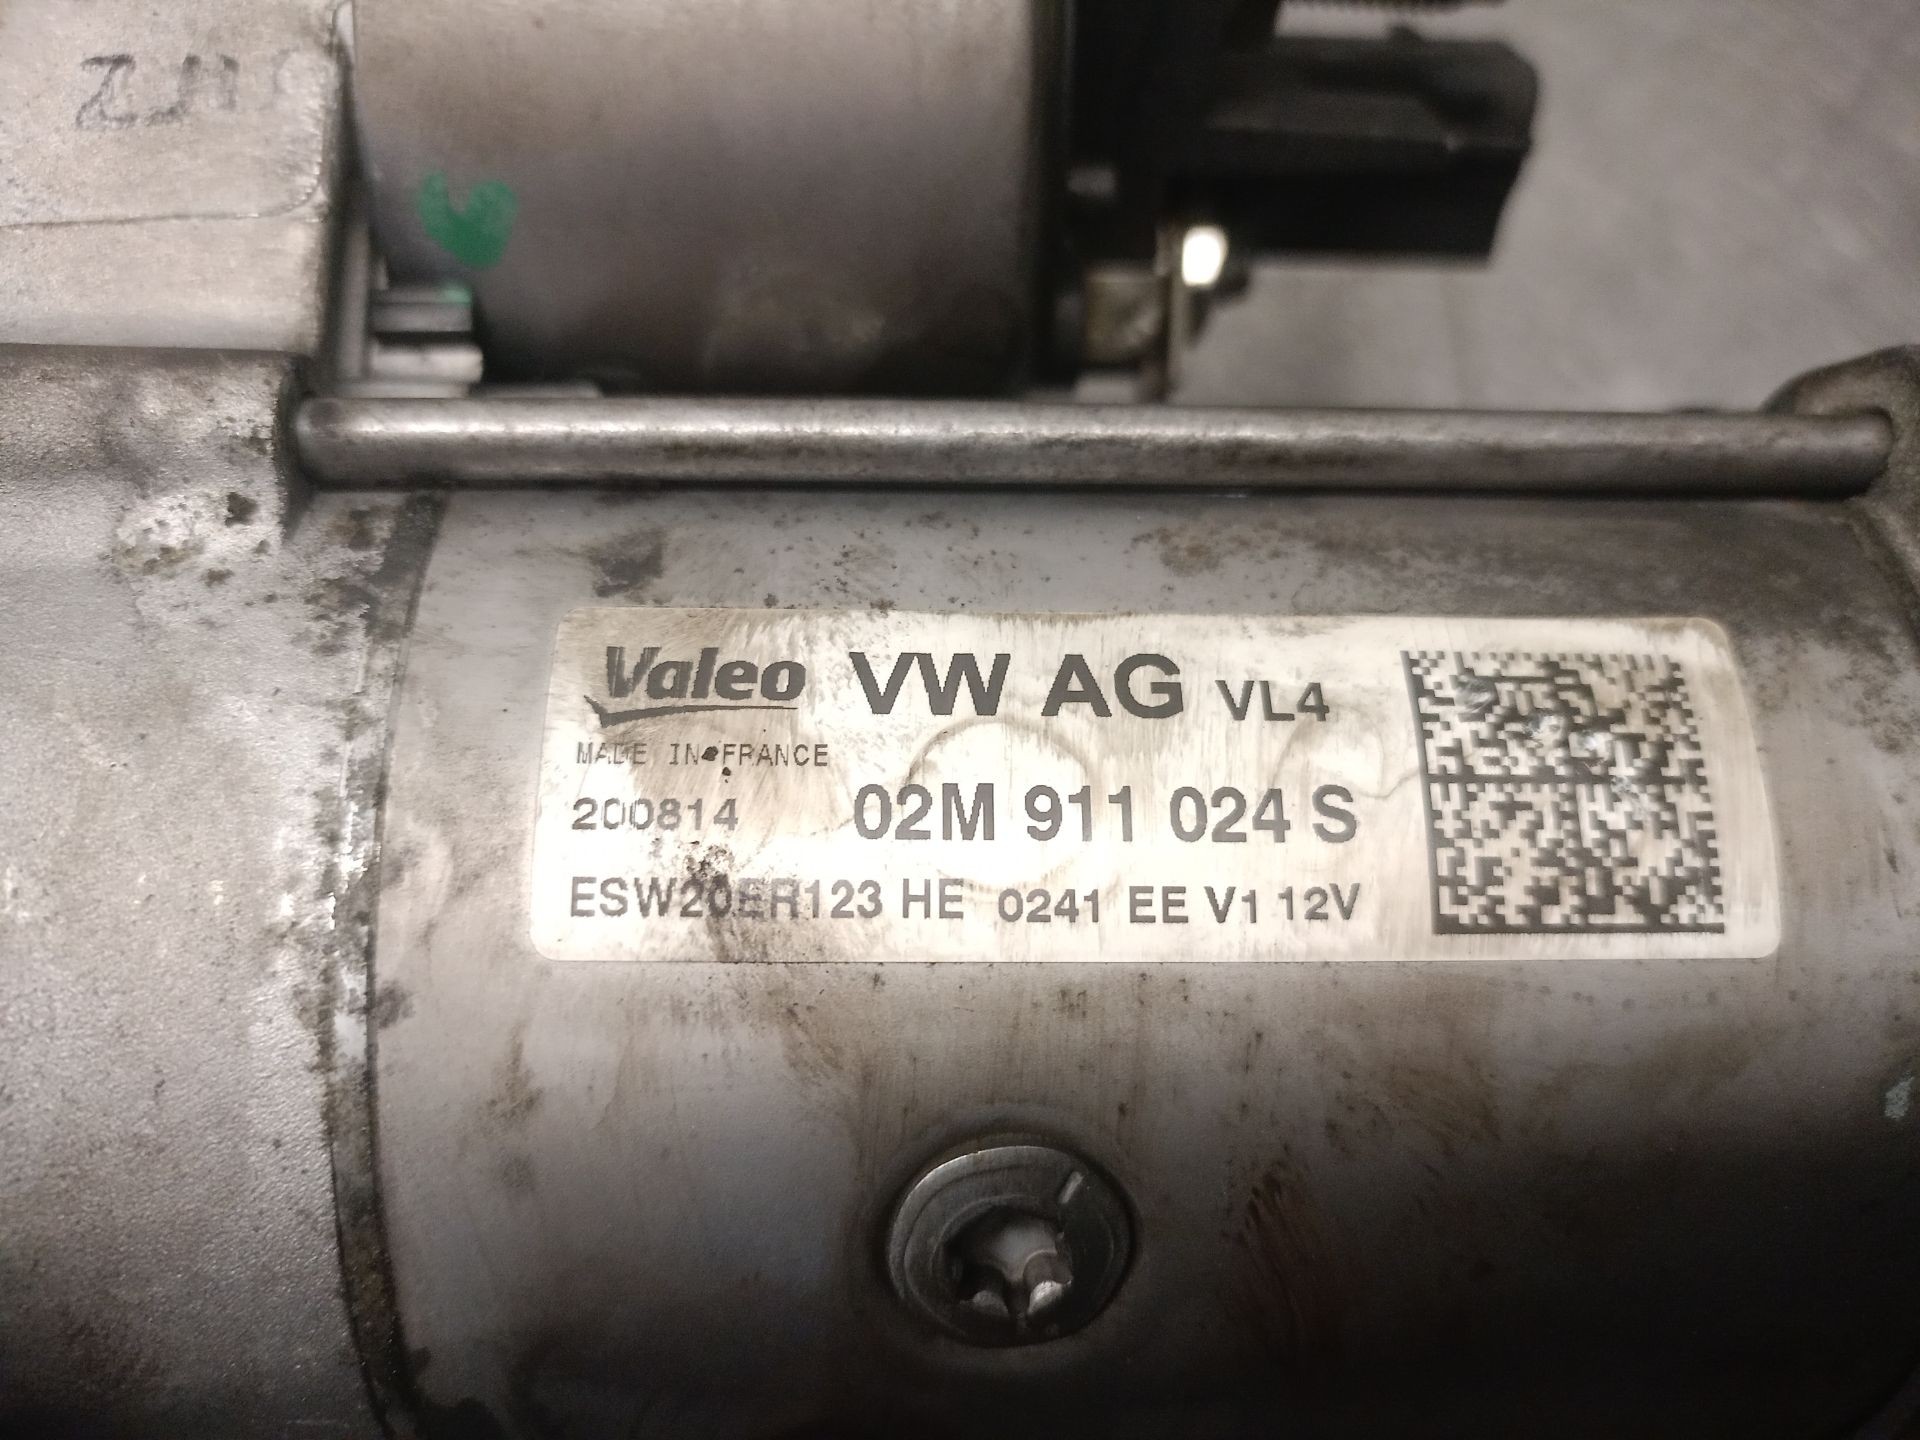 Valeo VW AG VL4
MADE IN FRANCE
200814 02M 911 024 S
ESW20ER123 HE 0241 EE V1 12V